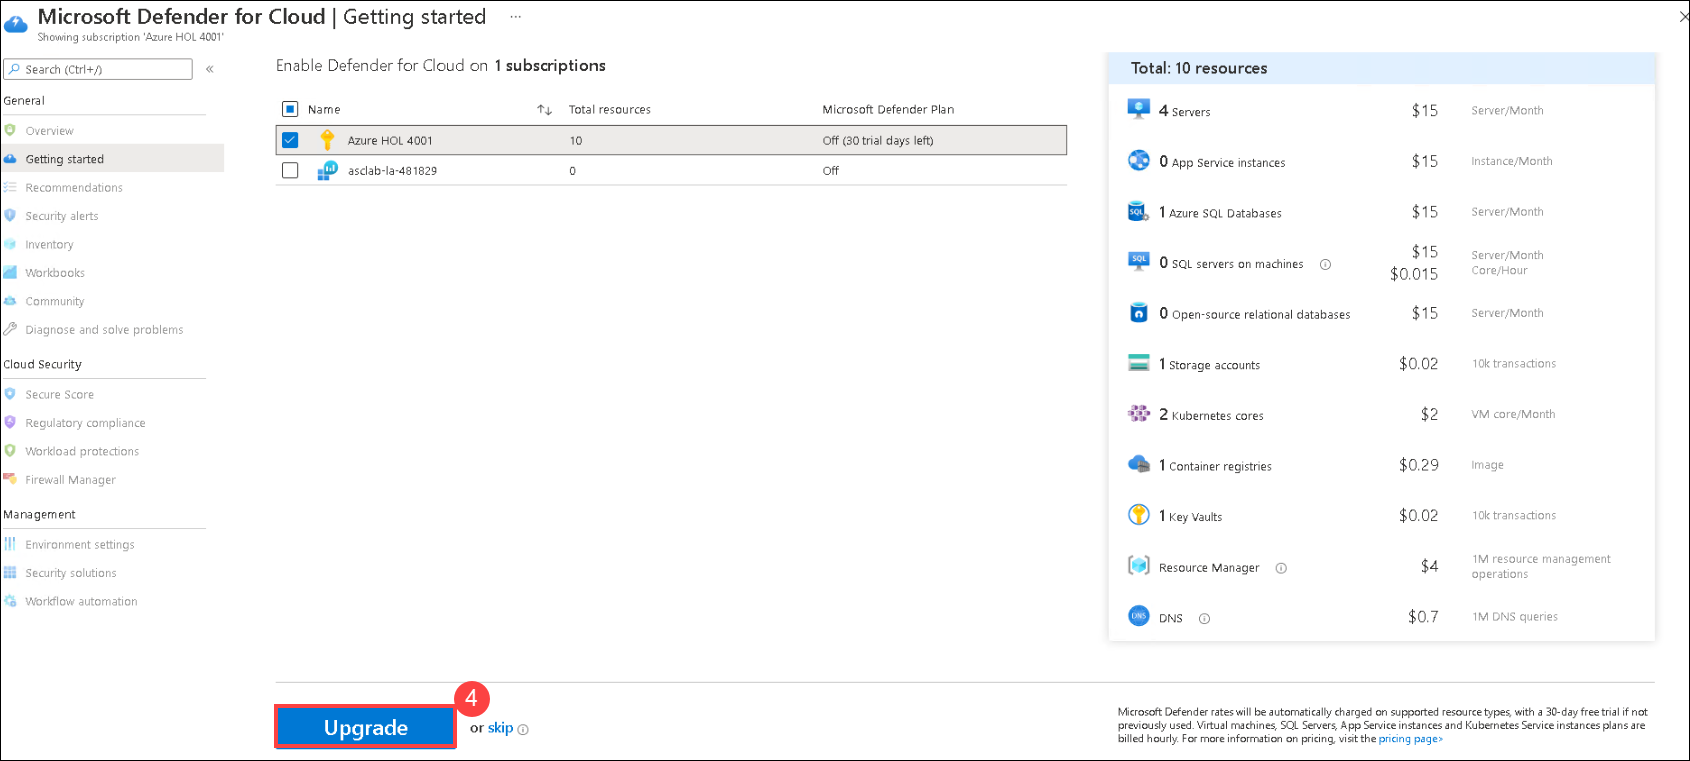 Microsoft Defender for Cloud | Getting started ...
Showing subscription 'Azure HOL 4001'
Search (Ctrl+/) «
General
Overview
Getting started
Recommendations
Security alerts
Inventory
Workbooks
Community
Diagnose and solve problems
Cloud Security
Secure Score
Regulatory compliance
Workload protections
Firewall Manager
Management
Environment settings
Security solutions
Workflow automation
Enable Defender for Cloud on 1 subscriptions
Name ↑↓ Total resources Microsoft Defender Plan
Azure HOL 4001 10 Off (30 trial days left)
asclab-la-481829 0 Off
Total: 10 resources
4 Servers $15 Server/Month
0 App Service instances $15 Instance/Month
SQL 1 Azure SQL Databases $15 Server/Month
SQL 0 SQL servers on machines $15 Server/Month
$0.015 Core/Hour
0 Open-source relational databases $15 Server/Month
1 Storage accounts $0.02 10k transactions
2 Kubernetes cores $2 VM core/Month
1 Container registries $0.29 Image
1 Key Vaults $0.02 10k transactions
Resource Manager $4 1M resource management
operations
DNS DNS $0.7 1M DNS queries
4
Upgrade or skip
Microsoft Defender rates will be automatically charged on supported resource types, with a 30-day free trial if not
previously used. Virtual machines, SQL Servers, App Service instances and Kubernetes Service instances plans are
billed hourly. For more information on pricing, visit the pricing page>